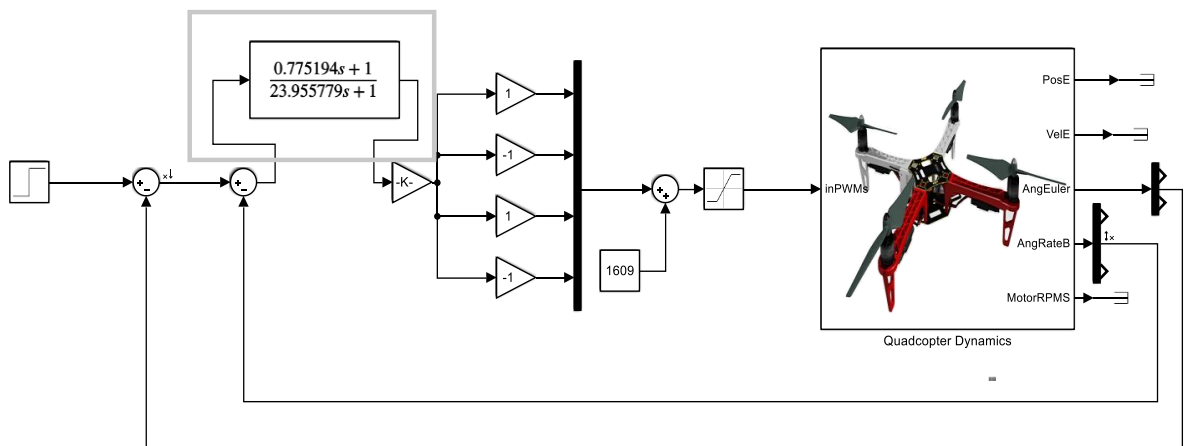 0.775194s + 1
23.955779s + 1
-K-
1
-1
1
-1
1609
inPWMs
PosE
VelE
AngEuler
AngRateB
MotorRPMS
Quadcopter Dynamics